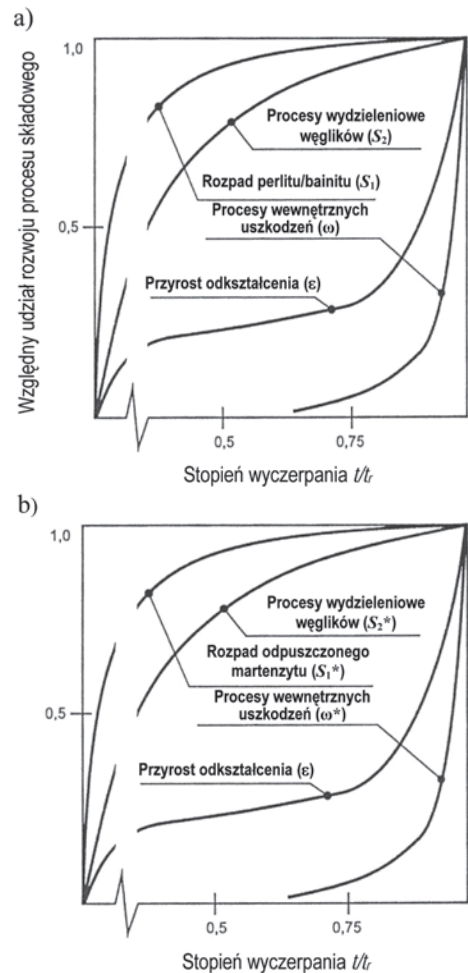 a)
1,0
Procesy wydzieleniowe
węglików (S₂)
Rozpad perlitu/bainitu (S₁)
Procesy wewnętrznych
uszkodzeń (ω)
0,5
Przyrost odkształcenia (ε)
Względny udział rozwoju procesu składowego
0,5
0,75
Stopień wyczerpania t/tᵣ
b)
1,0
Procesy wydzieleniowe
węglików (S₂*)
Rozpad odpuszczonego
martenzytu (S₁*)
Procesy wewnętrznych
uszkodzeń (ω*)
0,5
Przyrost odkształcenia (ε)
0,5
0,75
Stopień wyczerpania t/tᵣ